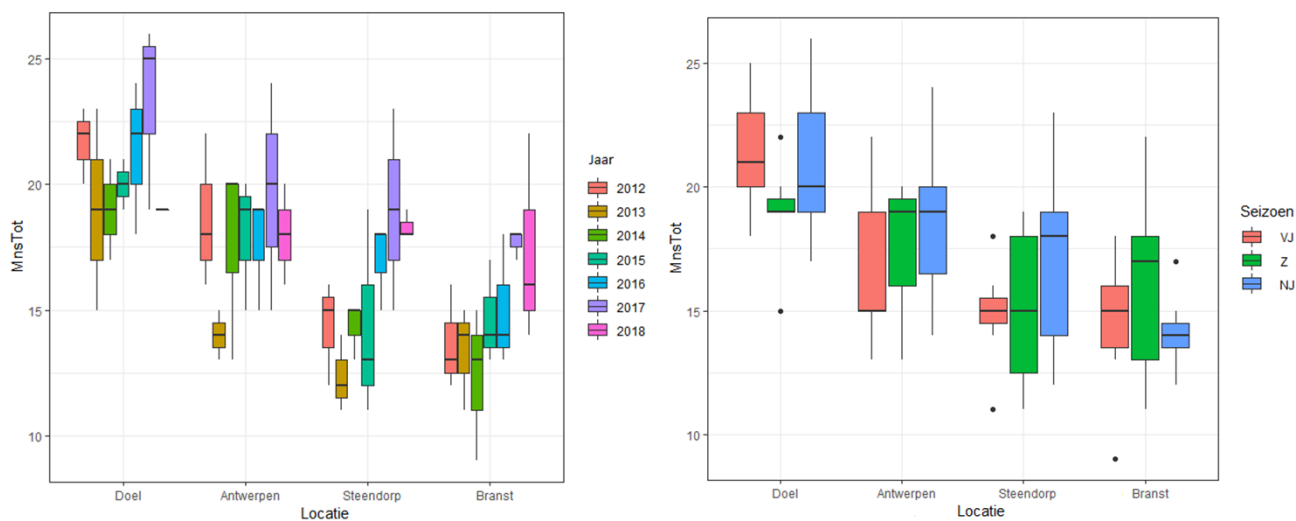 MnsTot
25
20
15
10
Doel Antwerpen Steendorp Branst
Locatie
Jaar
2012
2013
2014
2015
2016
2017
2018
MnsTot
25
20
15
10
Doel Antwerpen Steendorp Branst
Locatie
Seizoen
VJ
Z
NJ